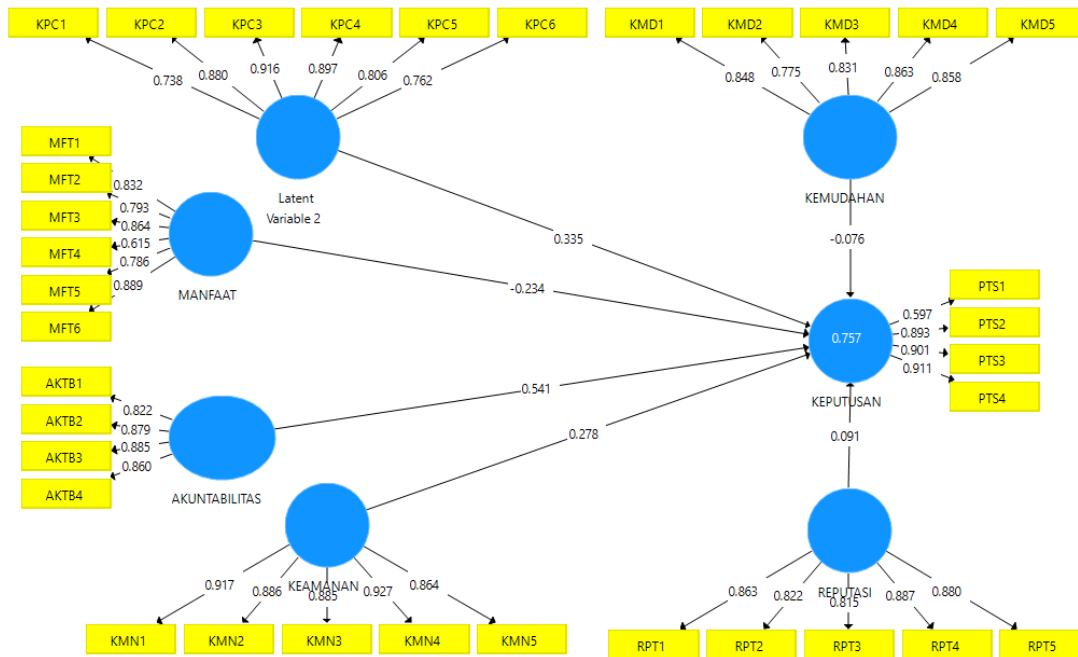 KPC1 KPC2 KPC3 KPC4 KPC5 KPC6
0.738 0.880 0.916 0.897 0.806 0.762
Latent
Variable 2
KMD1 KMD2 KMD3 KMD4 KMD5
0.848 0.775 0.831 0.863 0.858
KEMUDAHAN
MFT1
MFT2
MFT3
MFT4
MFT5
MFT6
0.832
0.793
0.864
0.615
0.786
0.889
MANFAAT
0.335
-0.076
-0.234
0.541
0.278
0.091
0.757
KEPUTUSAN
PTS1
PTS2
PTS3
PTS4
0.597
0.893
0.901
0.911
AKTB1
AKTB2
AKTB3
AKTB4
0.822
0.879
0.885
0.860
AKUNTABILITAS
KEAMANAN
0.917 0.886 0.885 0.927 0.864
KMN1 KMN2 KMN3 KMN4 KMN5
REPUTASI
0.863 0.822 0.815 0.887 0.880
RPT1 RPT2 RPT3 RPT4 RPT5